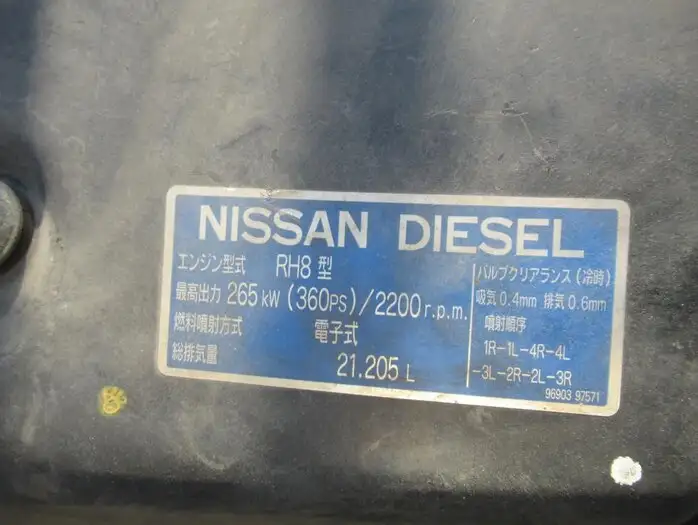 NISSAN DIESEL
エンジン型式 RH8 型
最高出力 265 kW (360PS) / 2200 r.p.m.
燃料噴射方式 電子式
総排気量 21.205 L
バルブクリアランス (冷時)
吸気 0.4mm 排気 0.6mm
噴射順序
1R-1L-4R-4L
-3L-2R-2L-3R
96903 97571